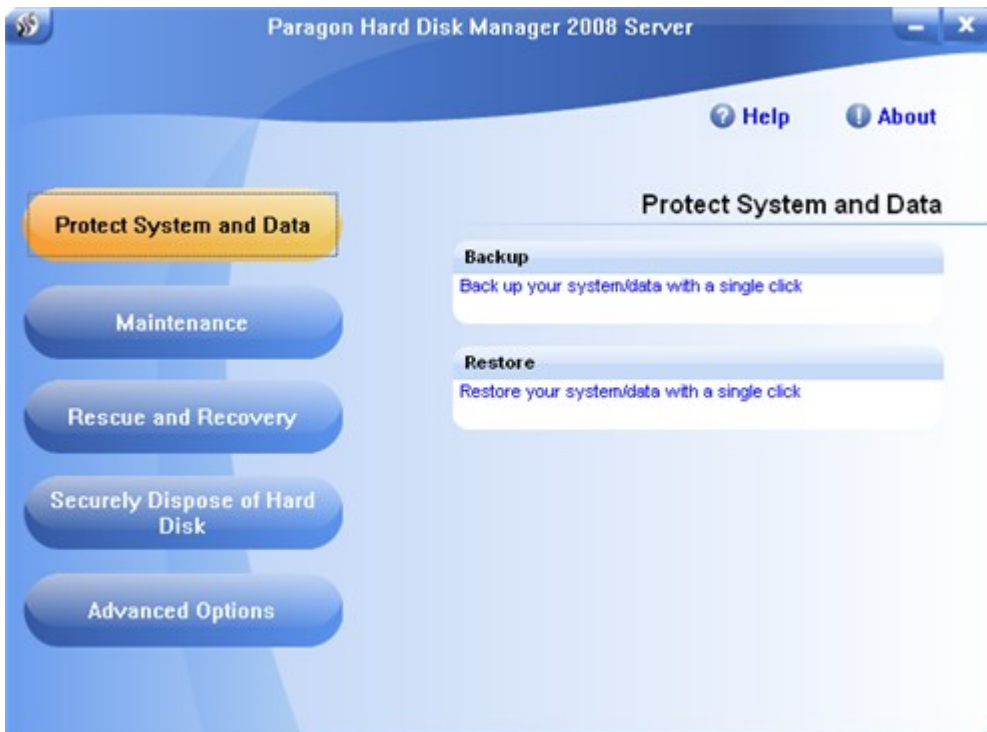 Paragon Hard Disk Manager 2008 Server
Help
About
Protect System and Data
Maintenance
Rescue and Recovery
Securely Dispose of Hard
Disk
Advanced Options
Protect System and Data
Backup
Back up your system/data with a single click
Restore
Restore your system/data with a single click